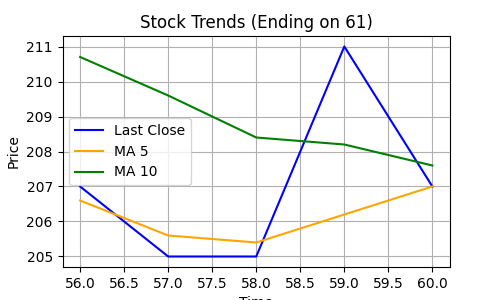 Stock Trends (Ending on 61)
211
210
209
208
207
206
205
Price
Last Close
MA 5
MA 10
56.0 56.5 57.0 57.5 58.0 58.5 59.0 59.5 60.0
Time